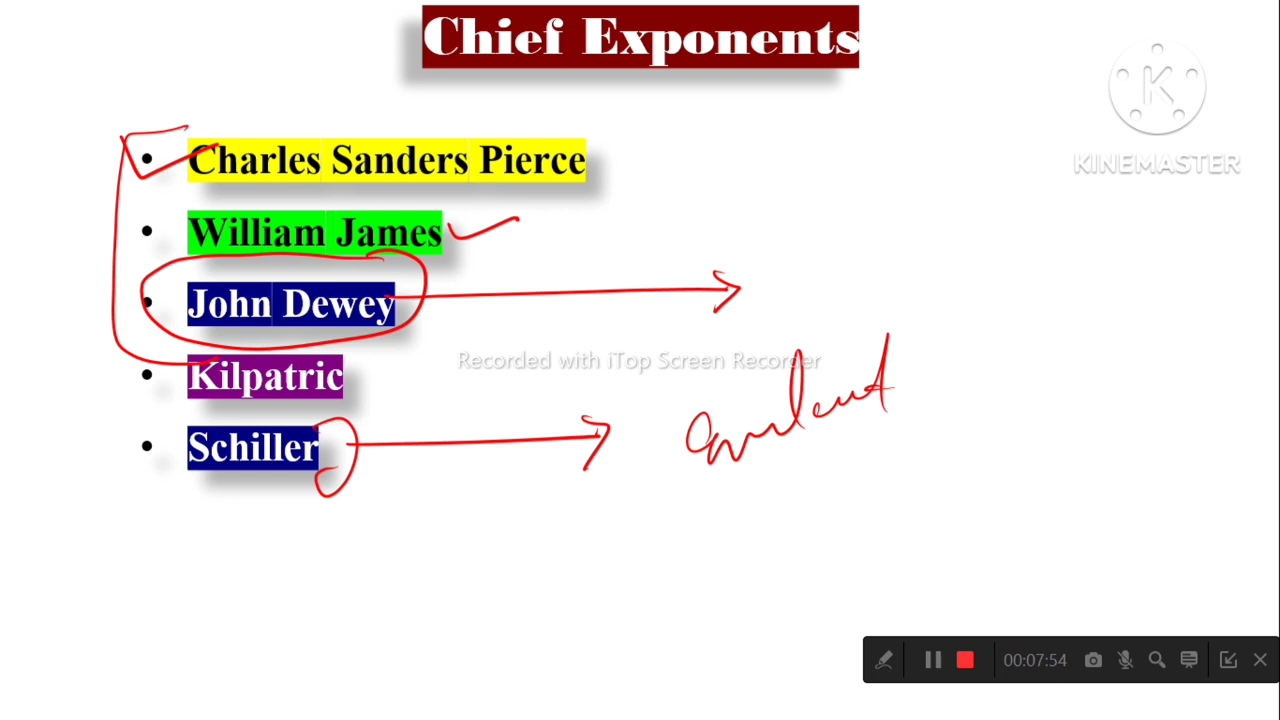 Chief Exponents
KINEMASTER
• Charles Sanders Pierce
• William James
• John Dewey
Recorded with iTop Screen Recorder
• Kilpatric
• Schiller
00:07:54